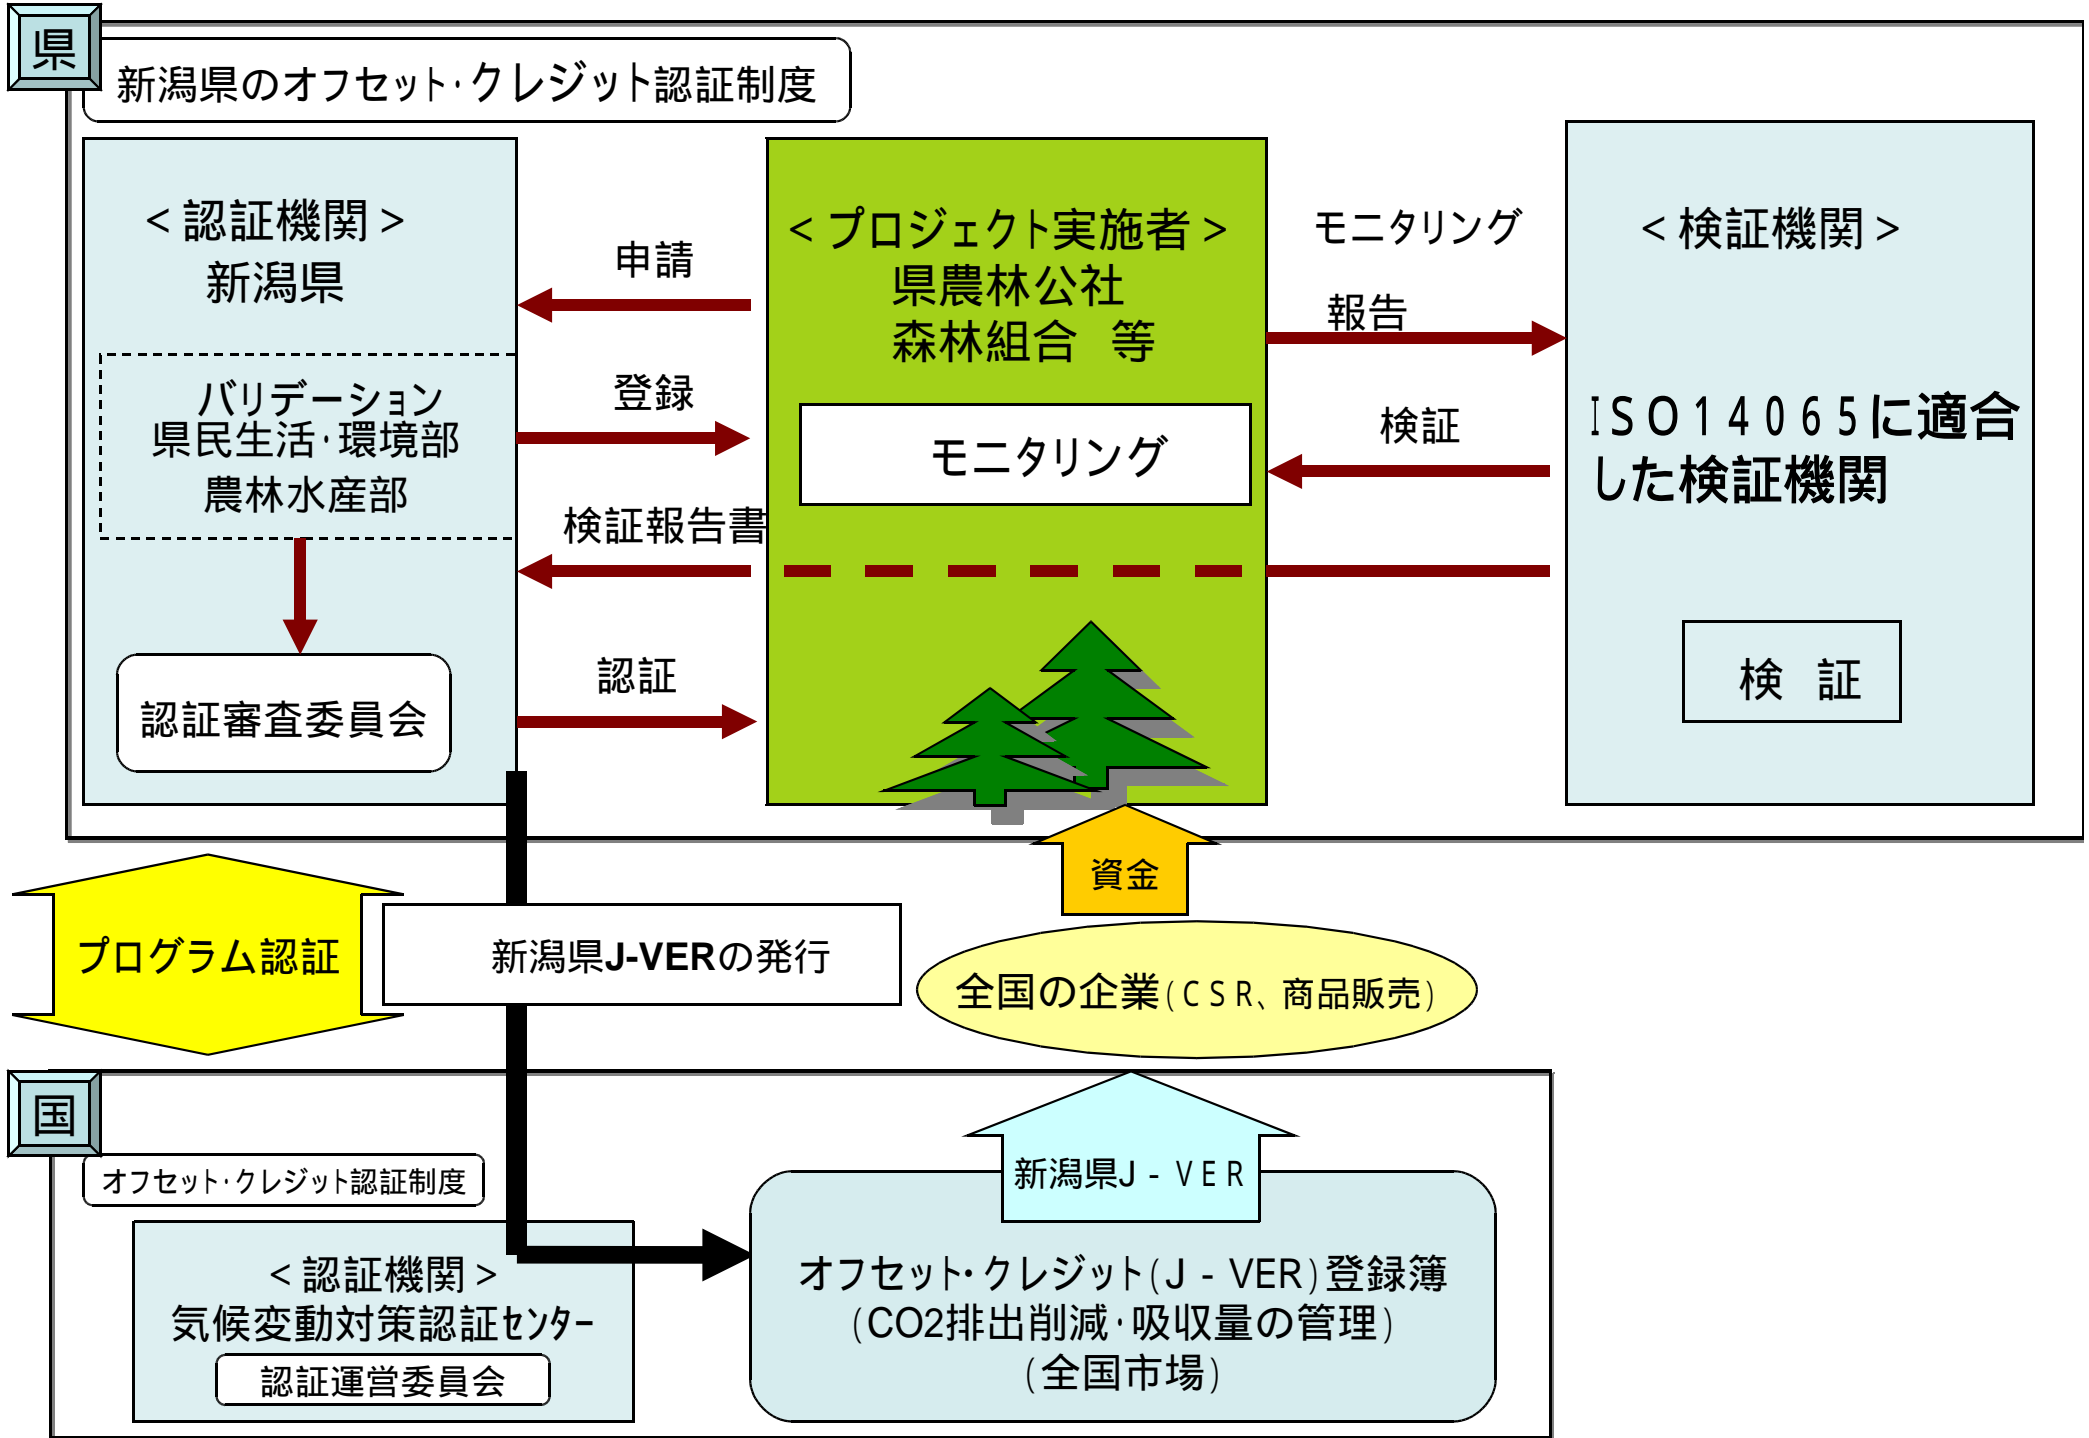 県
新潟県のオフセット･クレジット認証制度
＜認証機関＞
新潟県
バリデーション
県民生活･環境部
農林水産部
認証審査委員会
申請
登録
検証報告書
認証
＜プロジェクト実施者＞
県農林公社
森林組合　等
モニタリング
モニタリング
報告
検証
＜検証機関＞
ＩＳＯ１４０６５に適合
した検証機関
検　証
資金
プログラム認証
新潟県J-VERの発行
全国の企業(ＣＳＲ、商品販売)
国
オフセット･クレジット認証制度
＜認証機関＞
気候変動対策認証ｾﾝﾀｰ
認証運営委員会
新潟県J‐ＶＥＲ
オフセット･クレジット(J‐VER)登録簿
(CO2排出削減･吸収量の管理)
(全国市場)